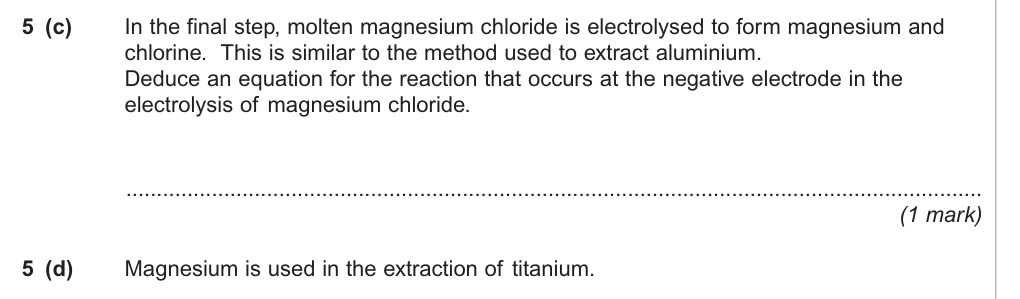 5 (c) In the final step, molten magnesium chloride is electrolysed to form magnesium and
chlorine. This is similar to the method used to extract aluminium.
Deduce an equation for the reaction that occurs at the negative electrode in the
electrolysis of magnesium chloride.
(1 mark)
5 (d) Magnesium is used in the extraction of titanium.